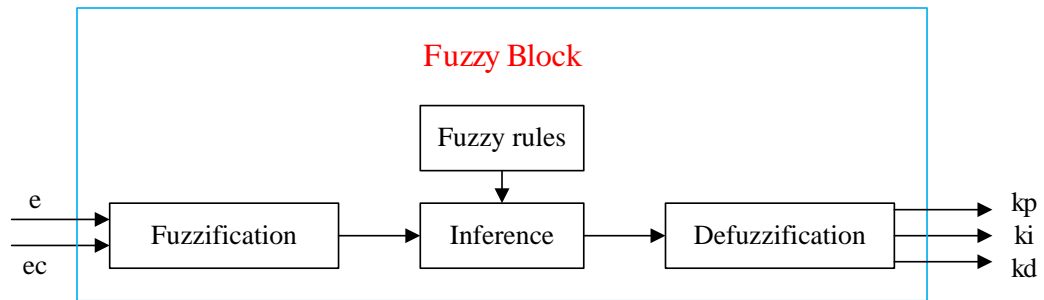 Fuzzy Block
Fuzzy rules
e
ec
Fuzzification
Inference
Defuzzification
kp
ki
kd